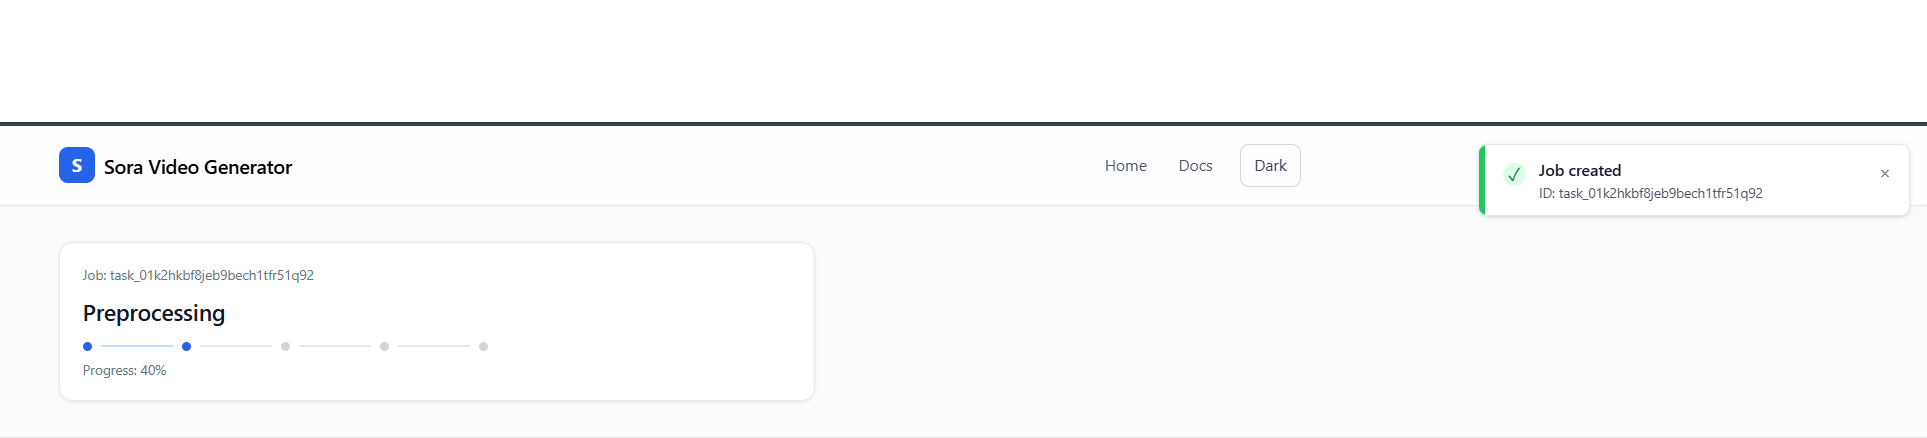 S
Sora Video Generator
Home
Docs
Dark
Job created
ID: task_01k2hkbf8jeb9bech1tfr51q92
×
Job: task_01k2hkbf8jeb9bech1tfr51q92
Preprocessing
Progress: 40%